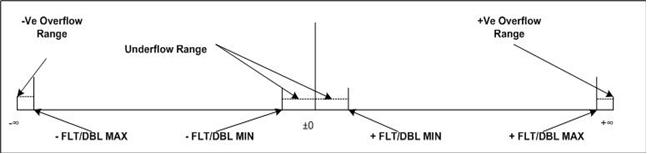 -Ve Overflow
Range
Underflow Range
+Ve Overflow
Range
-∞
- FLT/DBL MAX
- FLT/DBL MIN
±0
+ FLT/DBL MIN
+ FLT/DBL MAX
+∞